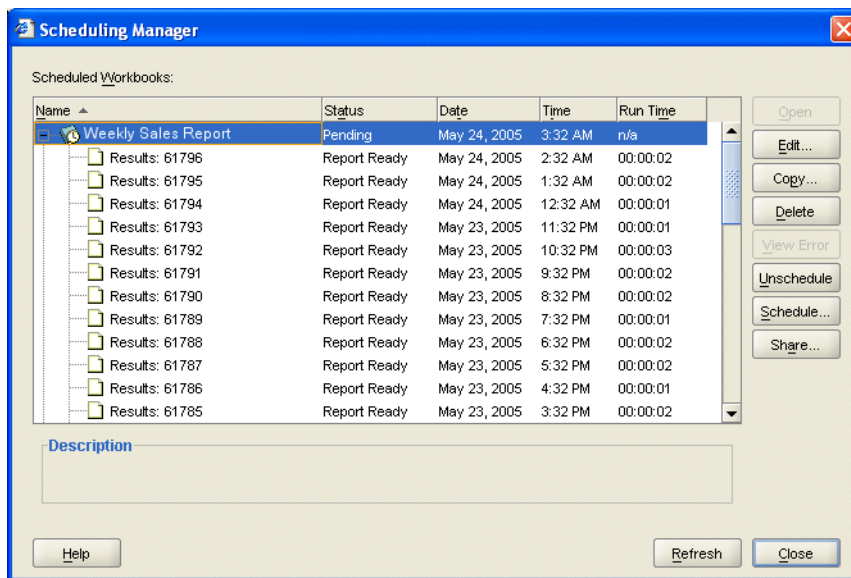 Scheduling Manager
Scheduled Workbooks:
Name Status Date Time Run Time
Weekly Sales Report Pending May 24, 2005 3:32 AM n/a
Results: 61796 Report Ready May 24, 2005 2:32 AM 00:00:02
Results: 61795 Report Ready May 24, 2005 1:32 AM 00:00:02
Results: 61794 Report Ready May 24, 2005 12:32 AM 00:00:01
Results: 61793 Report Ready May 23, 2005 11:32 PM 00:00:01
Results: 61792 Report Ready May 23, 2005 10:32 PM 00:00:03
Results: 61791 Report Ready May 23, 2005 9:32 PM 00:00:02
Results: 61790 Report Ready May 23, 2005 8:32 PM 00:00:02
Results: 61789 Report Ready May 23, 2005 7:32 PM 00:00:01
Results: 61788 Report Ready May 23, 2005 6:32 PM 00:00:02
Results: 61787 Report Ready May 23, 2005 5:32 PM 00:00:02
Results: 61786 Report Ready May 23, 2005 4:32 PM 00:00:01
Results: 61785 Report Ready May 23, 2005 3:32 PM 00:00:02
Open
Edit...
Copy...
Delete
View Error
Unschedule
Schedule...
Share...
Description
Help Refresh Close